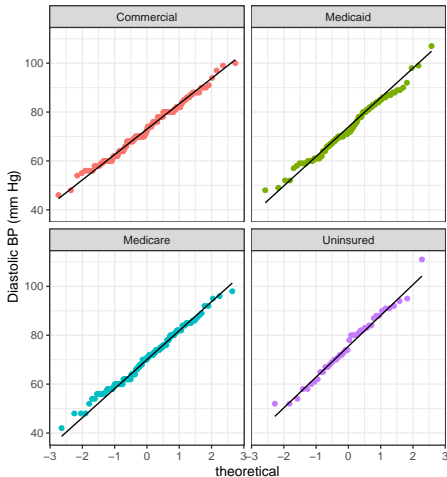 Commercial
Medicaid
100
80
60
40
Medicare
Uninsured
100
80
60
40
−3 −2 −1 0 1 2 3
−3 −2 −1 0 1 2 3
theoretical
Diastolic BP (mm Hg)